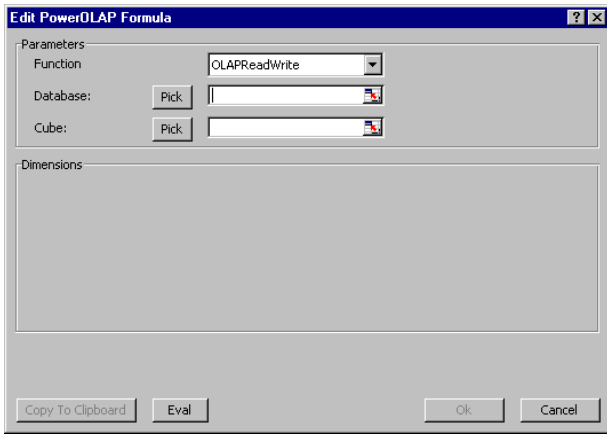 Edit PowerOLAP Formula
Parameters
Function OLAPReadWrite
Database: Pick
Cube: Pick
Dimensions
Copy To Clipboard Eval Ok Cancel